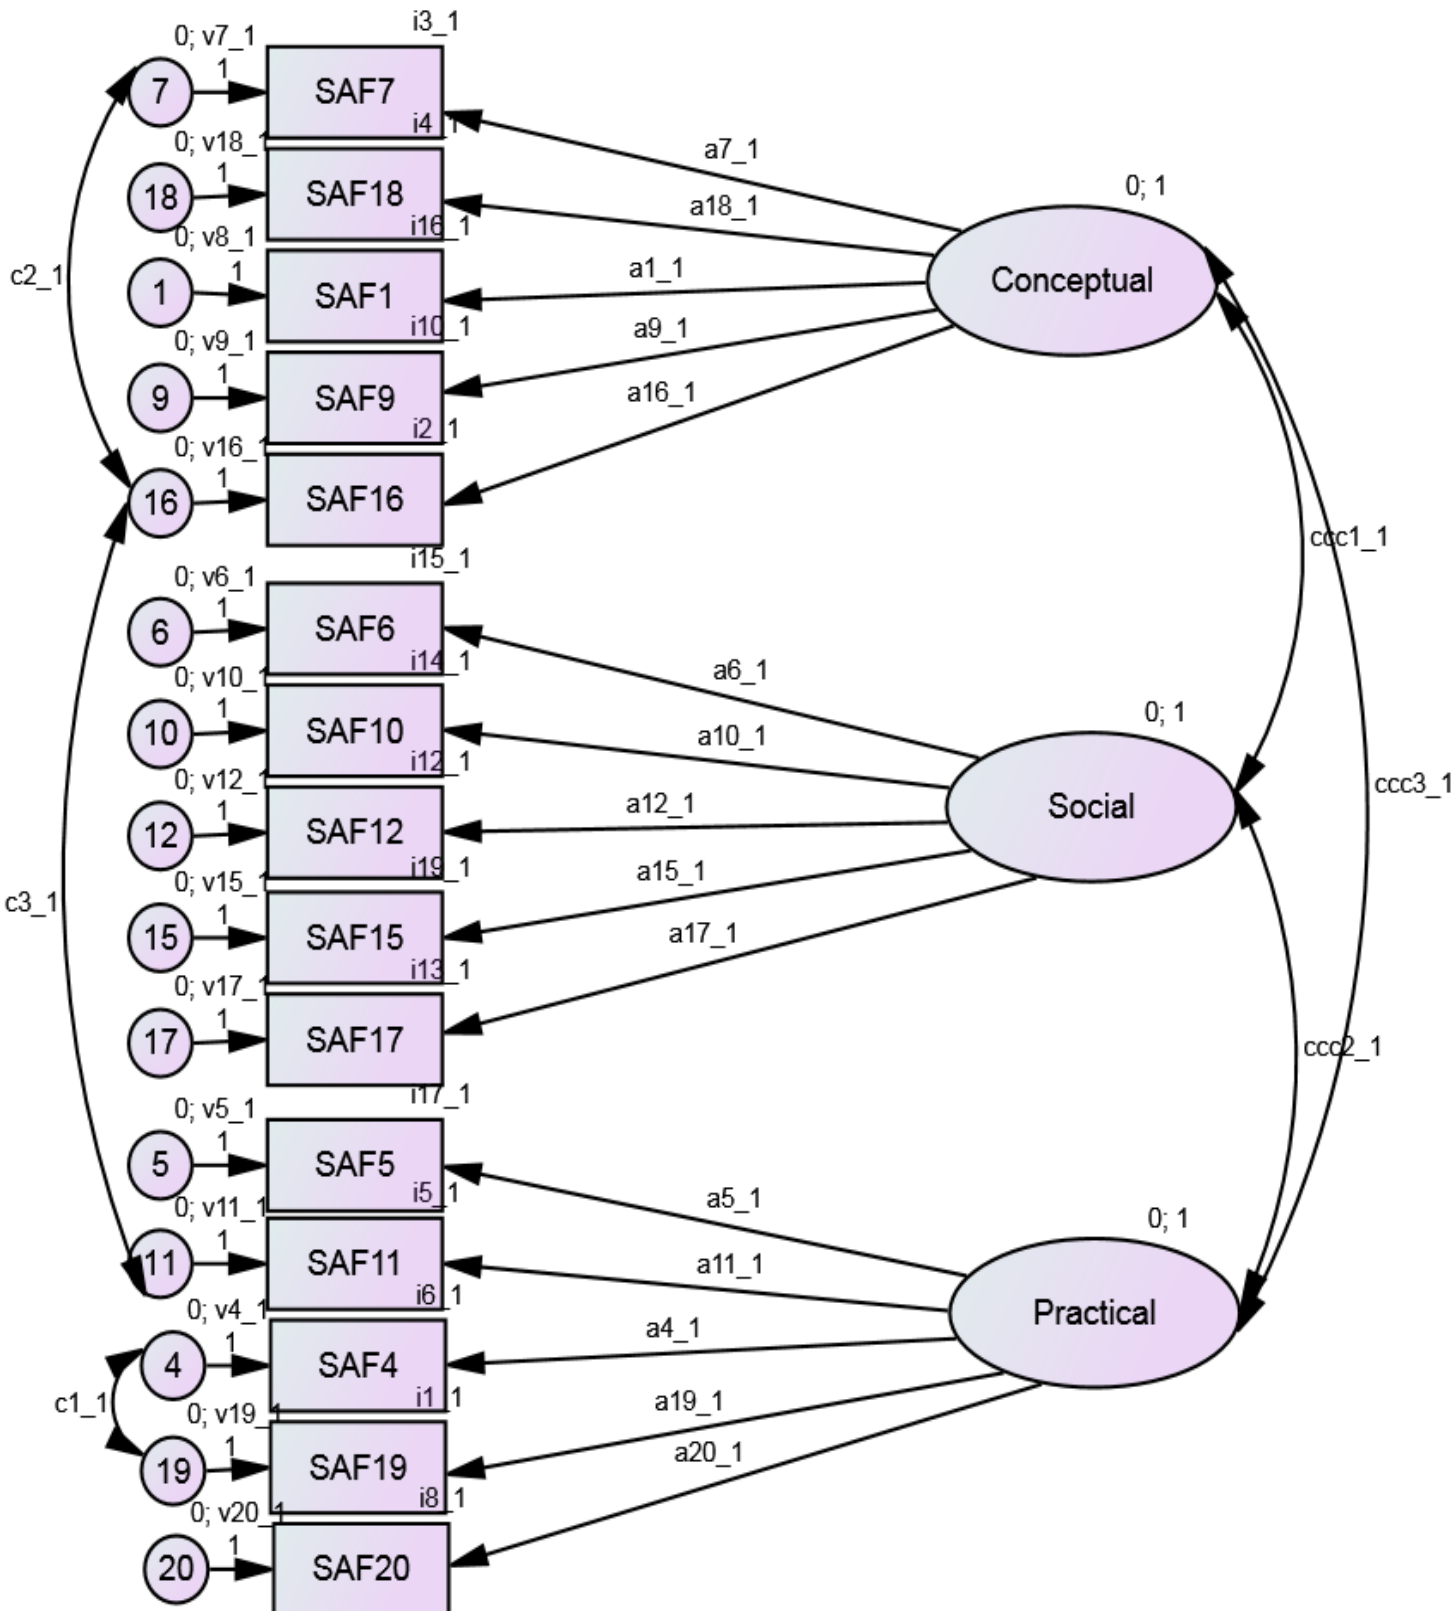 i3_1
0; v7_1
7
1
SAF7
i4_1
0; v18_1
18
1
SAF18
i16_1
0; v8_1
1
1
SAF1
i10_1
0; v9_1
9
1
SAF9
i2_1
0; v16_1
16
1
SAF16
i15_1
0; v6_1
6
1
SAF6
i14_1
0; v10_1
10
1
SAF10
i12_1
0; v12_1
12
1
SAF12
i19_1
0; v15_1
15
1
SAF15
i13_1
0; v17_1
17
1
SAF17
i17_1
0; v5_1
5
1
SAF5
i5_1
0; v11_1
11
1
SAF11
i6_1
0; v4_1
4
1
SAF4
i1_1
0; v19_1
19
1
SAF19
i8_1
0; v20_1
20
1
SAF20
c2_1
c3_1
c1_1
a7_1
a18_1
a1_1
a9_1
a16_1
0; 1
Conceptual
a6_1
a10_1
a12_1
a15_1
a17_1
0; 1
Social
a5_1
a11_1
a4_1
a19_1
a20_1
0; 1
Practical
ccc1_1
ccc3_1
ccc2_1